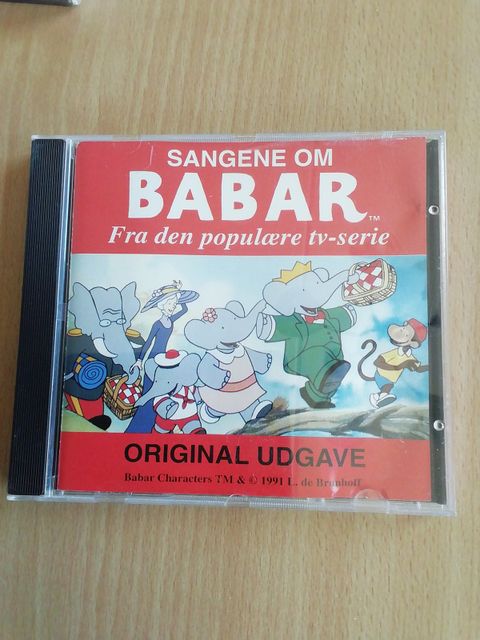 SANGENE OM
BABAR™
Fra den populære tv-serie
ORIGINAL UDGAVE
Babar Characters TM & © 1991 L. de Brunhoff